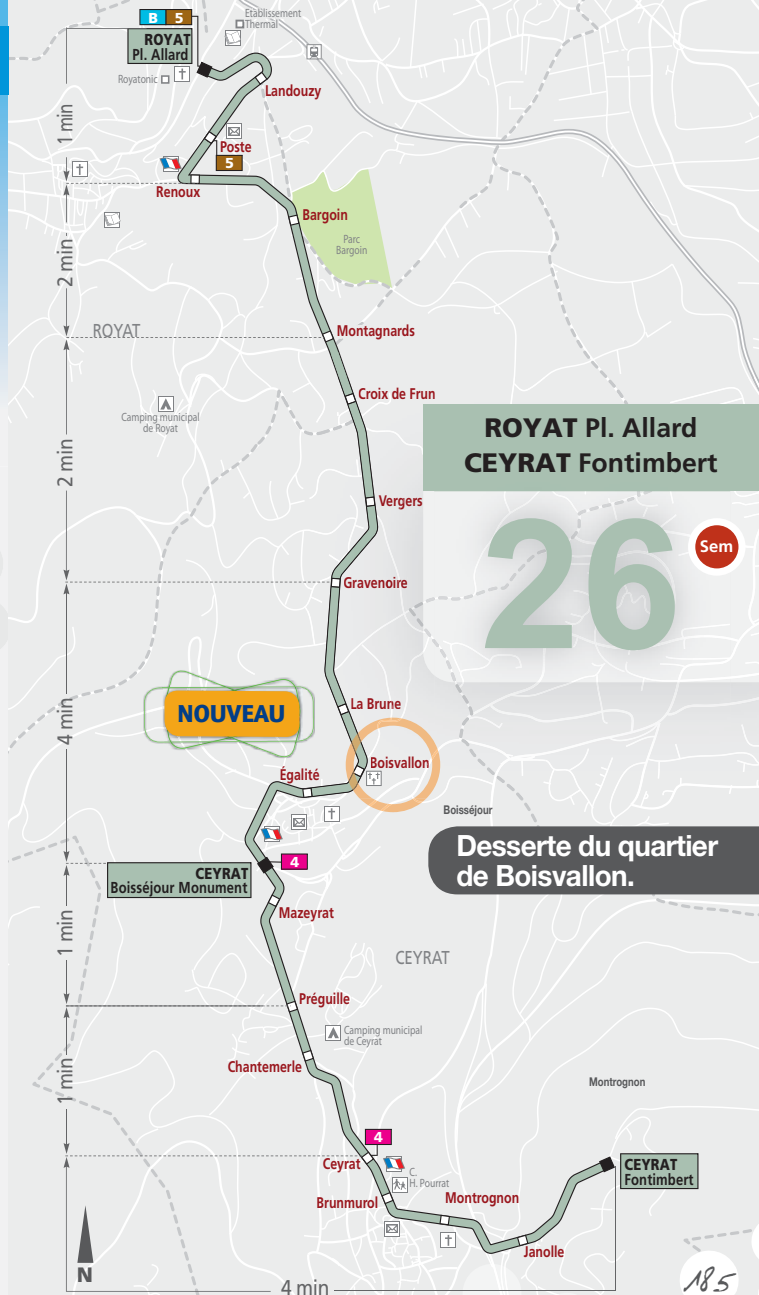 B 5
ROYAT
Pl. Allard
Etablissement
Thermal
Royatonic
Landouzy
1 min
Poste
5
Renoux
Bargoin
Parc
Bargoin
2 min
ROYAT
Montagnards
Croix de Frun
Camping municipal
de Royat
2 min
ROYAT Pl. Allard
CEYRAT Fontimbert
26
Sem
Vergers
Gravenoire
4 min
NOUVEAU
La Brune
Boisvallon
Égalité
Boisséjour
Desserte du quartier
de Boisvallon.
4
CEYRAT
Boisséjour Monument
Mazeyrat
1 min
CEYRAT
Préguille
Camping municipal
de Ceyrat
Chantemerle
1 min
Montrognon
4
Ceyrat
C.
H. Pourrat
CEYRAT
Fontimbert
Brunmurol
Montrognon
Janolle
N
4 min
185